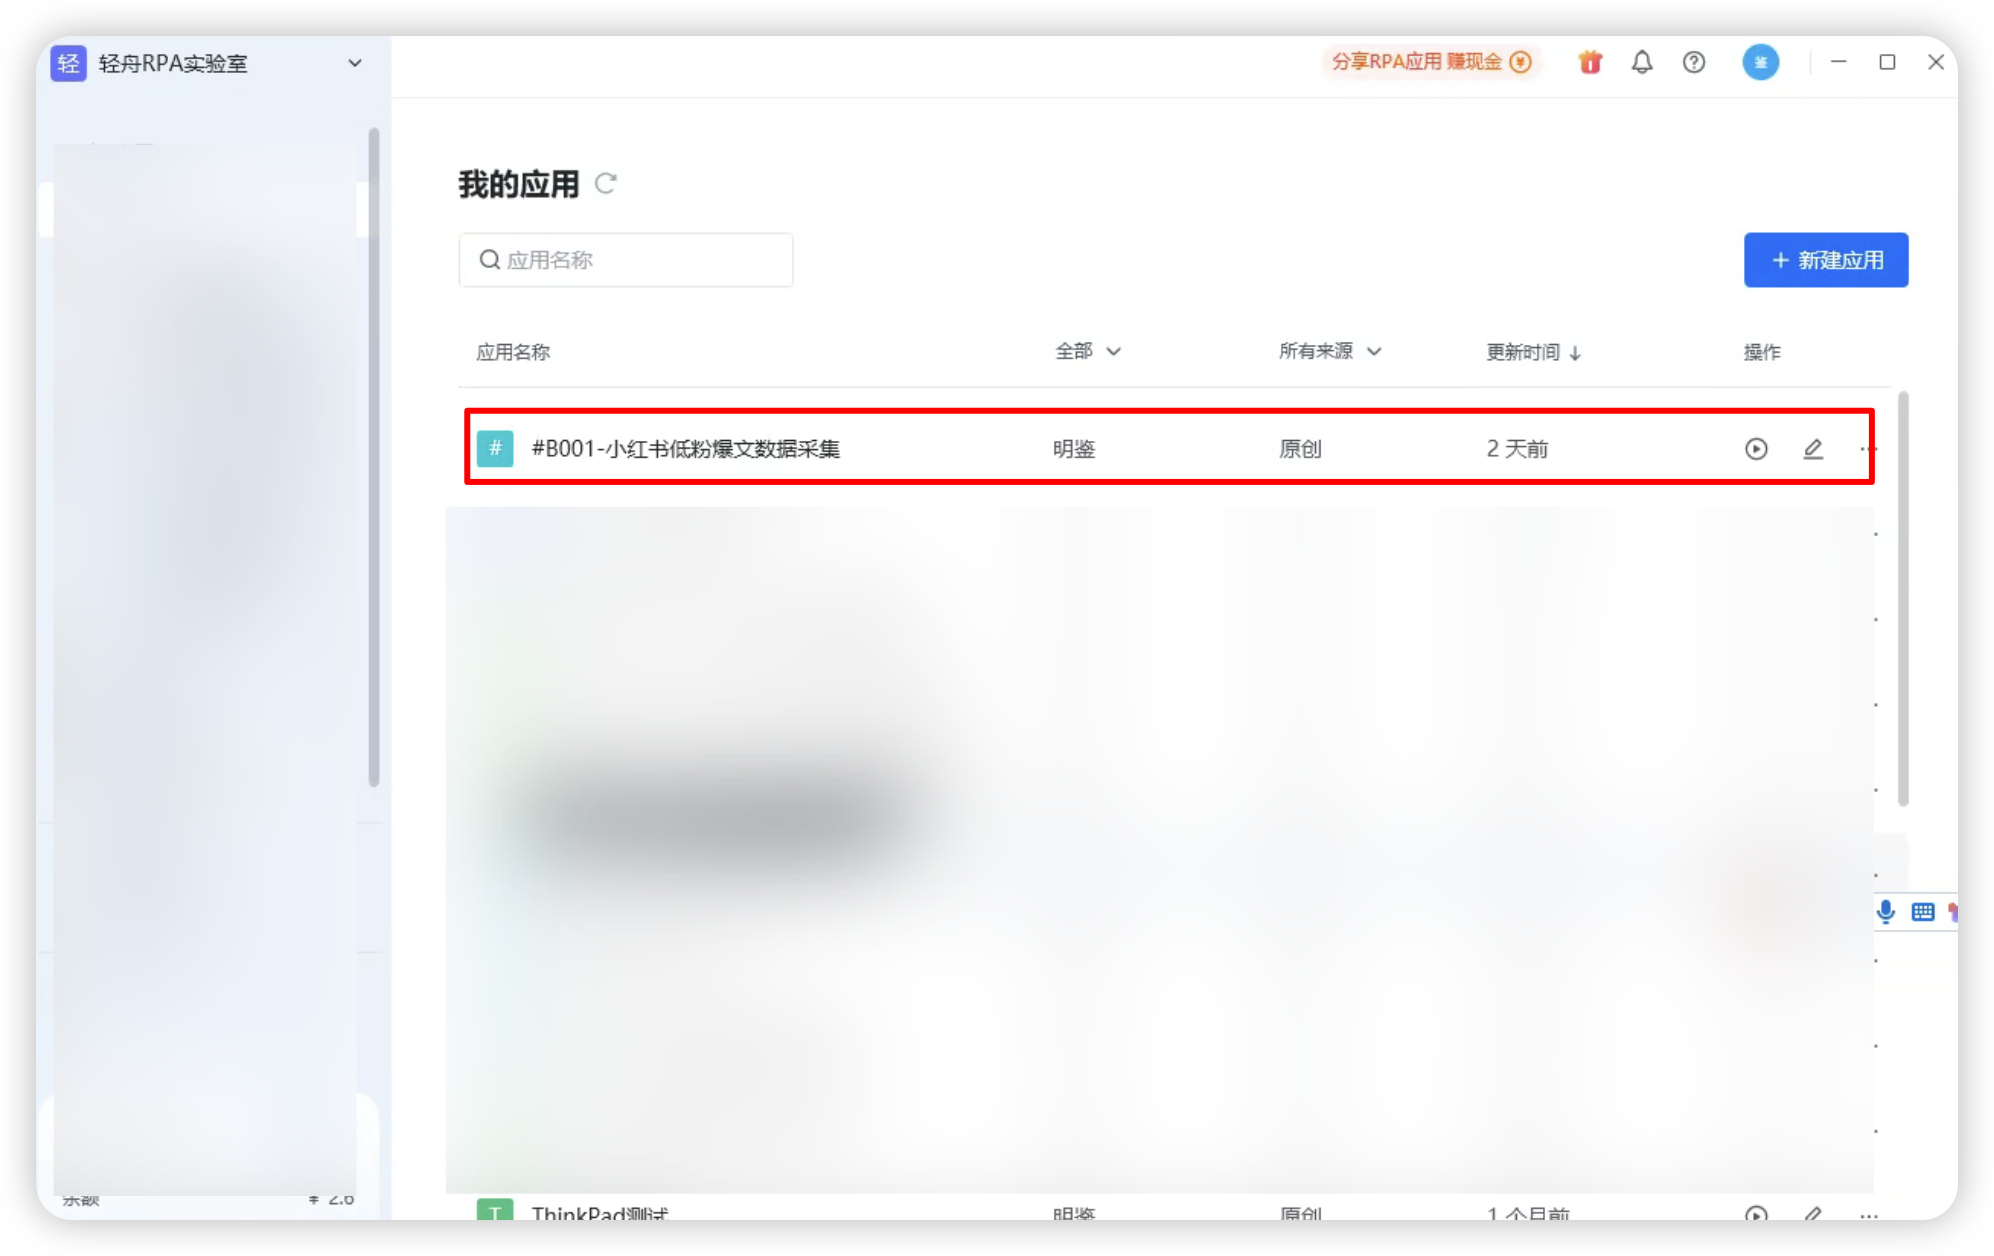 轻 轻舟RPA实验室
分享RPA应用 赚现金 ¥
鉴
我的应用
应用名称
+ 新建应用
应用名称 全部 所有来源 更新时间 ↓ 操作
# #B001-小红书低粉爆文数据采集 明鉴 原创 2 天前 ...
余额 ¥ 2.6
T ThinkPad测试 明鉴 原创 1 个月前 ...